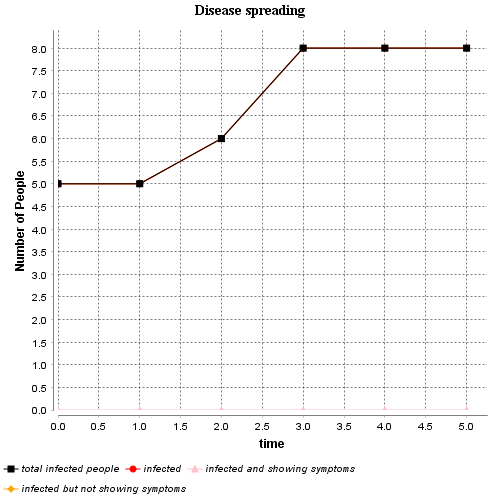 Disease spreading
Number of People
8.0
7.5
7.0
6.5
6.0
5.5
5.0
4.5
4.0
3.5
3.0
2.5
2.0
1.5
1.0
0.5
0.0
0.0 0.5 1.0 1.5 2.0 2.5 3.0 3.5 4.0 4.5 5.0
time
total infected people infected infected and showing symptoms
infected but not showing symptoms